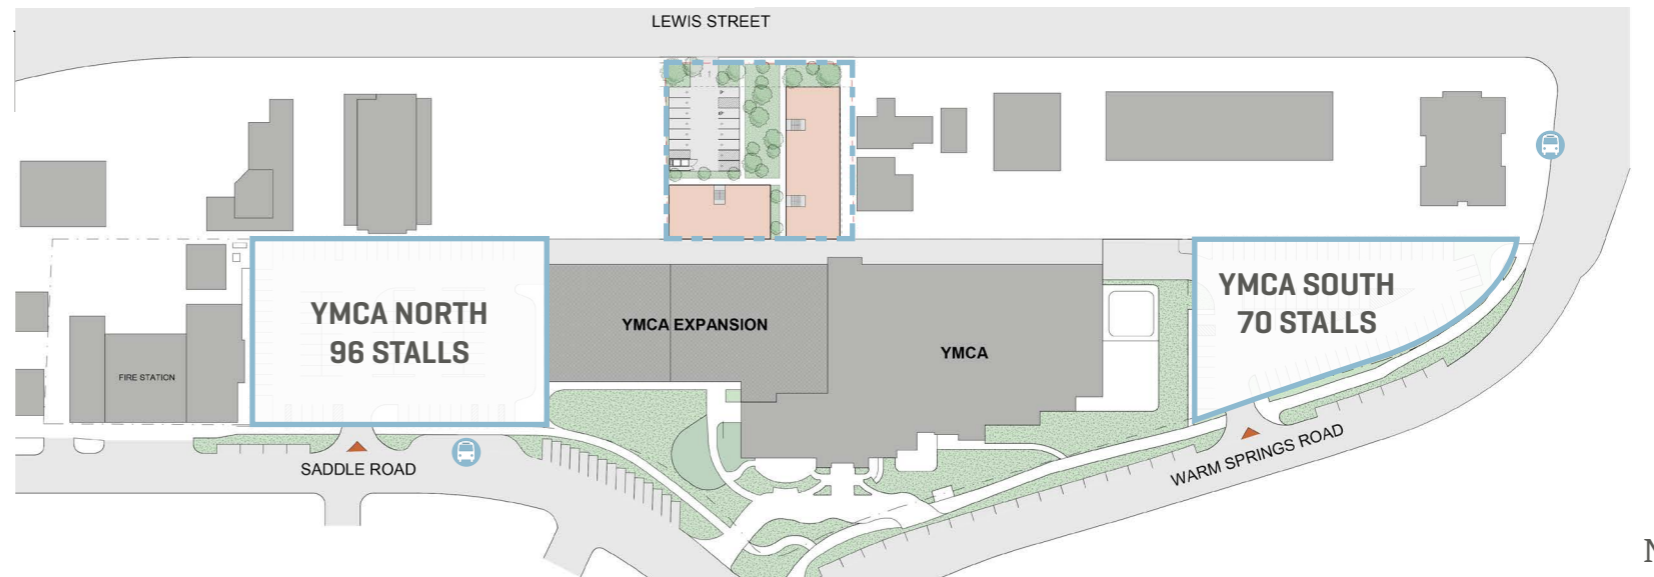 LEWIS STREET
YMCA NORTH
96 STALLS
YMCA EXPANSION
YMCA
YMCA SOUTH
70 STALLS
FIRE STATION
SADDLE ROAD
WARM SPRINGS ROAD
N